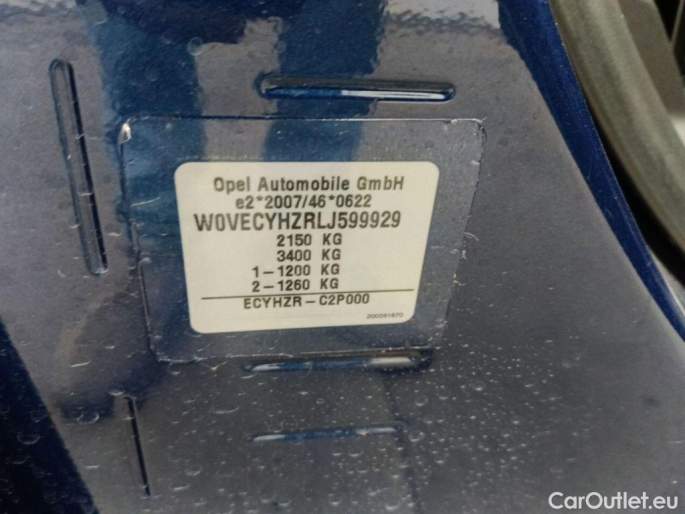 Opel Automobile GmbH
e2*2007/46*0622
W0VECYHZRLJ599929
2150 KG
3400 KG
1-1200 KG
2-1260 KG
ECYHZR-C2P000
CarOutlet.eu